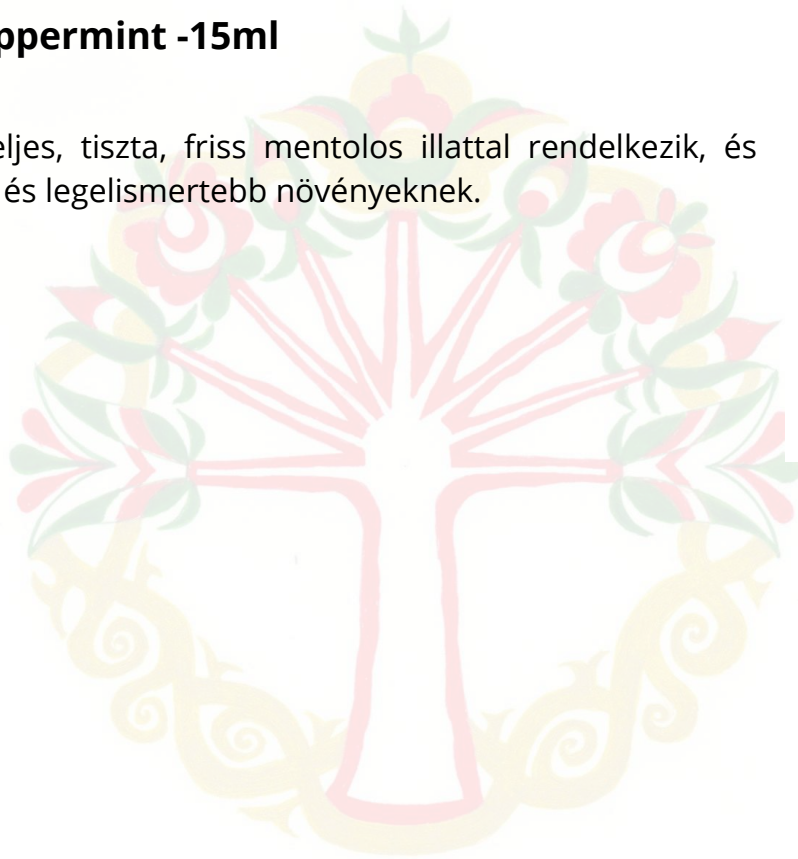 ppermint -15ml
eljes, tiszta, friss mentolos illattal rendelkezik, és
és legelismertebb növényeknek.